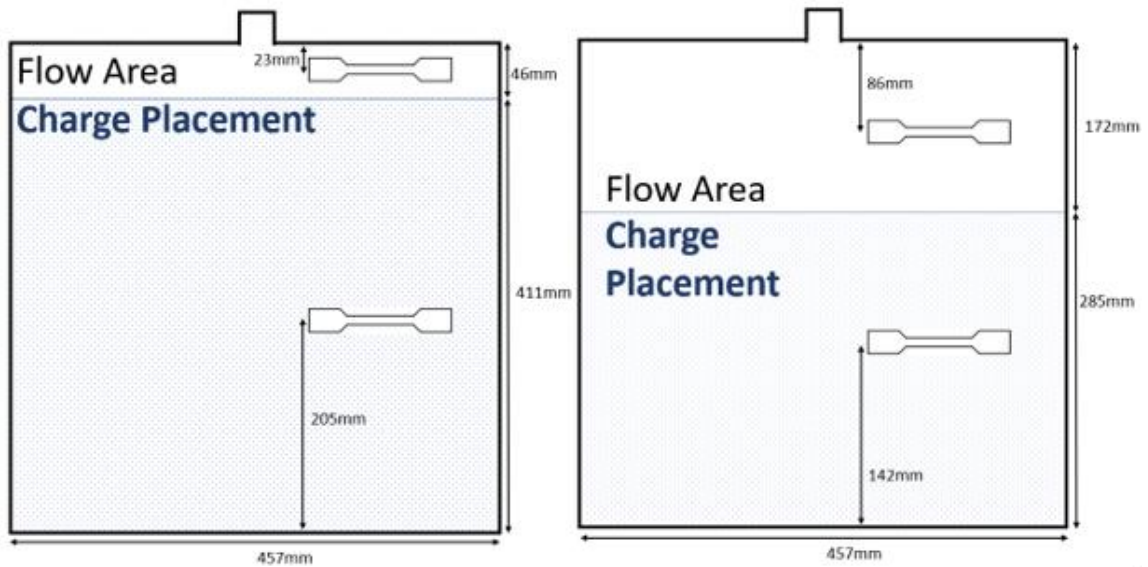 23mm
46mm
Flow Area
Charge Placement
411mm
205mm
457mm
86mm
172mm
Flow Area
Charge
Placement
285mm
142mm
457mm